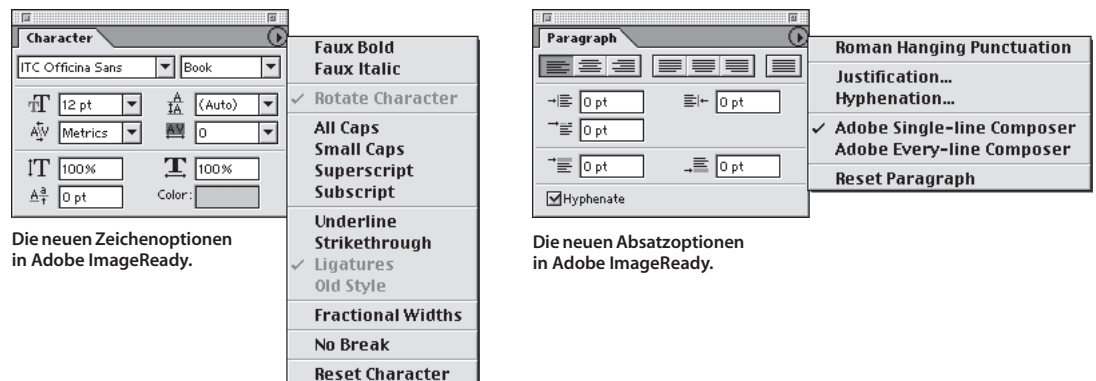 Character
ITC Officina Sans Book
12 pt (Auto)
Metrics 0
100% 100%
0 pt Color:
Die neuen Zeichenoptionen
in Adobe ImageReady.
Faux Bold
Faux Italic
Rotate Character
All Caps
Small Caps
Superscript
Subscript
Underline
Strikethrough
Ligatures
Old Style
Fractional Widths
No Break
Reset Character
Paragraph
0 pt 0 pt
0 pt
0 pt 0 pt
Hyphenate
Die neuen Absatzoptionen
in Adobe ImageReady.
Roman Hanging Punctuation
Justification...
Hyphenation...
Adobe Single-line Composer
Adobe Every-line Composer
Reset Paragraph